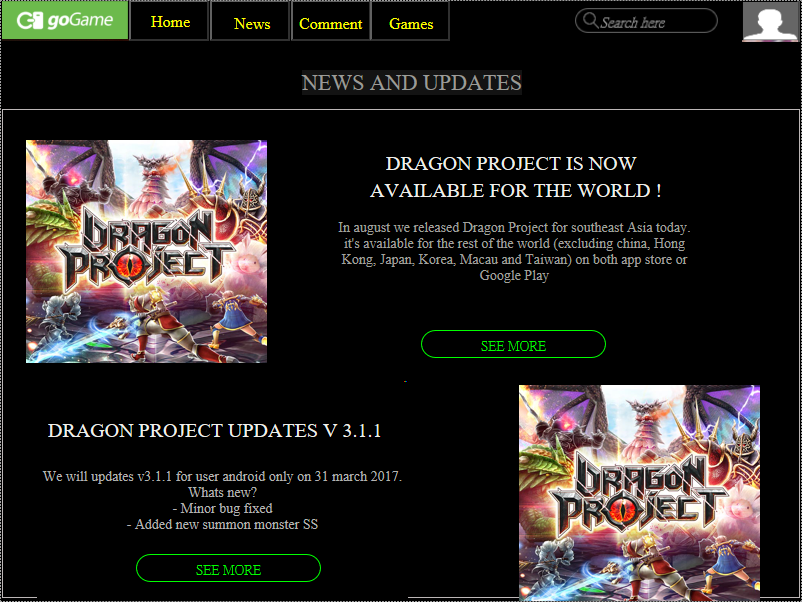 goGame
Home
News
Comment
Games
Search here
NEWS AND UPDATES
DRAGON PROJECT
DRAGON PROJECT IS NOW
AVAILABLE FOR THE WORLD !
In august we released Dragon Project for southeast Asia today.
it's available for the rest of the world (excluding china, Hong
Kong, Japan, Korea, Macau and Taiwan) on both app store or
Google Play
SEE MORE
DRAGON PROJECT UPDATES V 3.1.1
We will updates v3.1.1 for user android only on 31 march 2017.
Whats new?
- Minor bug fixed
- Added new summon monster SS
SEE MORE
DRAGON PROJECT